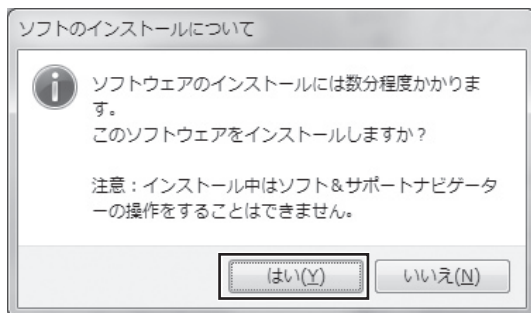 ソフトのインストールについて
ソフトウェアのインストールには数分程度かかりま
す。
このソフトウェアをインストールしますか？
注意：インストール中はソフト＆サポートナビゲータ
ーの操作をすることはできません。
はい(Y)
いいえ(N)